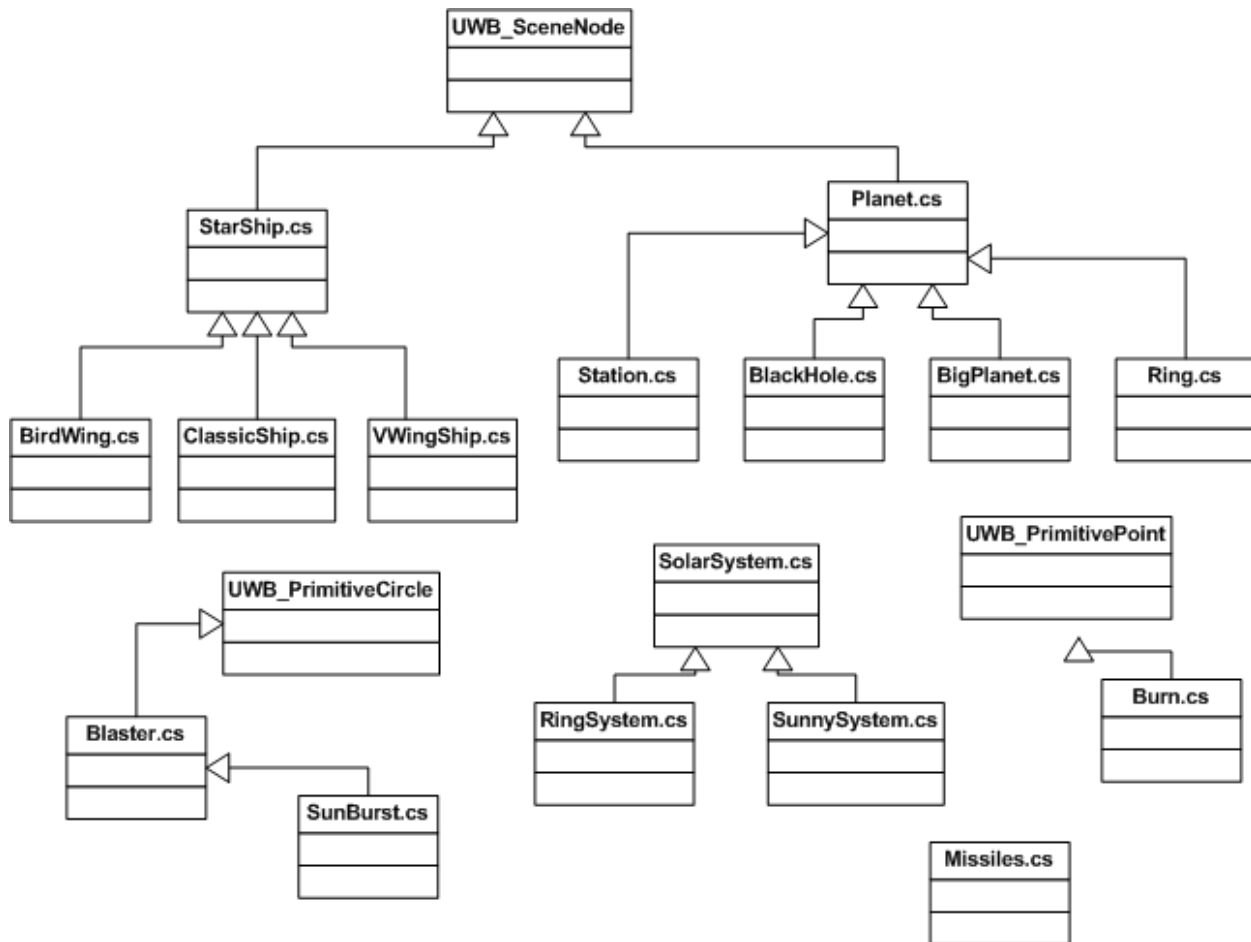 UWB_SceneNode
Planet.cs
StarShip.cs
Station.cs
BlackHole.cs
BigPlanet.cs
Ring.cs
BirdWing.cs
ClassicShip.cs
VWingShip.cs
UWB_PrimitivePoint
SolarSystem.cs
UWB_PrimitiveCircle
Burn.cs
RingSystem.cs
SunnySystem.cs
Blaster.cs
SunBurst.cs
Missiles.cs